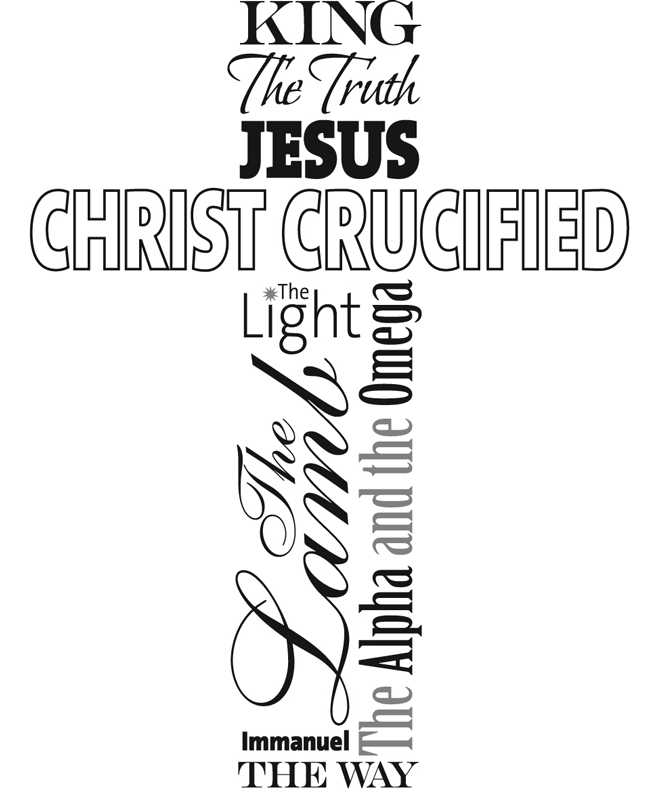 KING
The Truth
JESUS
CHRIST CRUCIFIED
The
Light
The
Lamb
The Alpha and the Omega
Immanuel
THE WAY